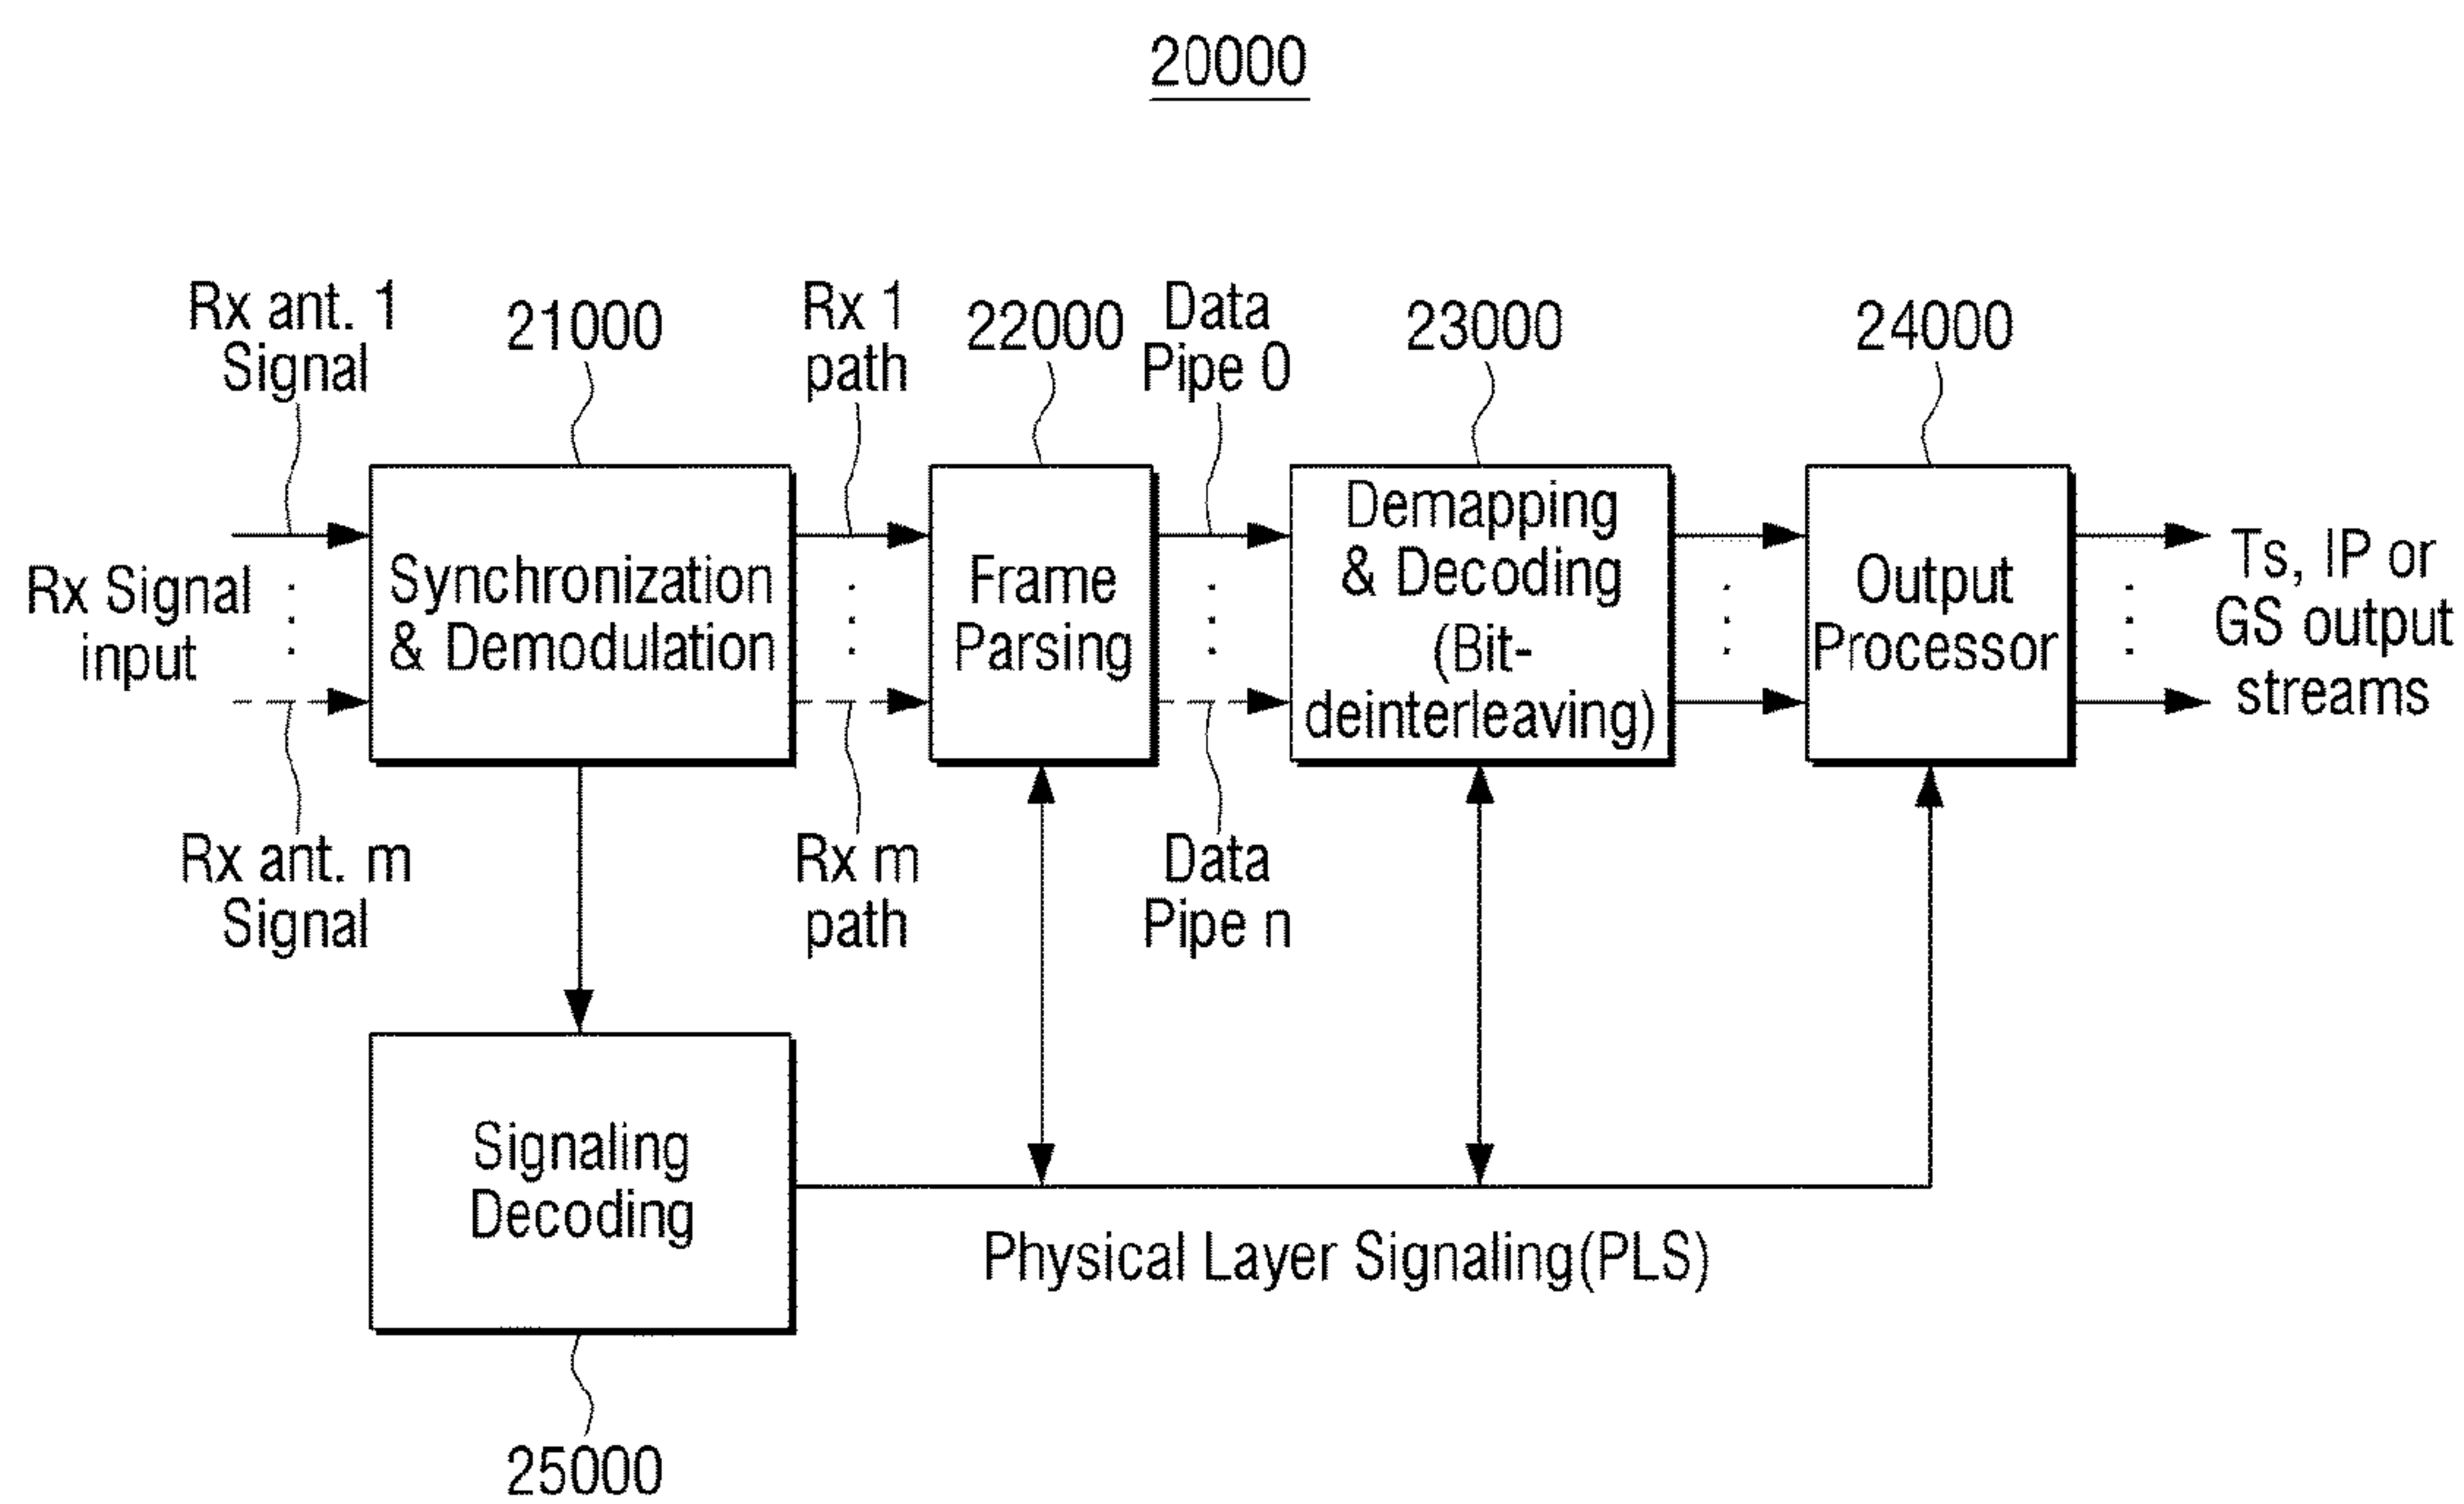 20000
Rx ant. 1
Signal
21000
Rx 1
path
22000
Data
Pipe 0
23000
24000
Rx Signal
input
Synchronization
& Demodulation
Frame
Parsing
Demapping
& Decoding
(Bit-
deinterleaving)
Output
Processor
Ts, IP or
GS output
streams
Rx ant. m
Signal
Rx m
path
Data
Pipe n
Signaling
Decoding
Physical Layer Signaling(PLS)
25000